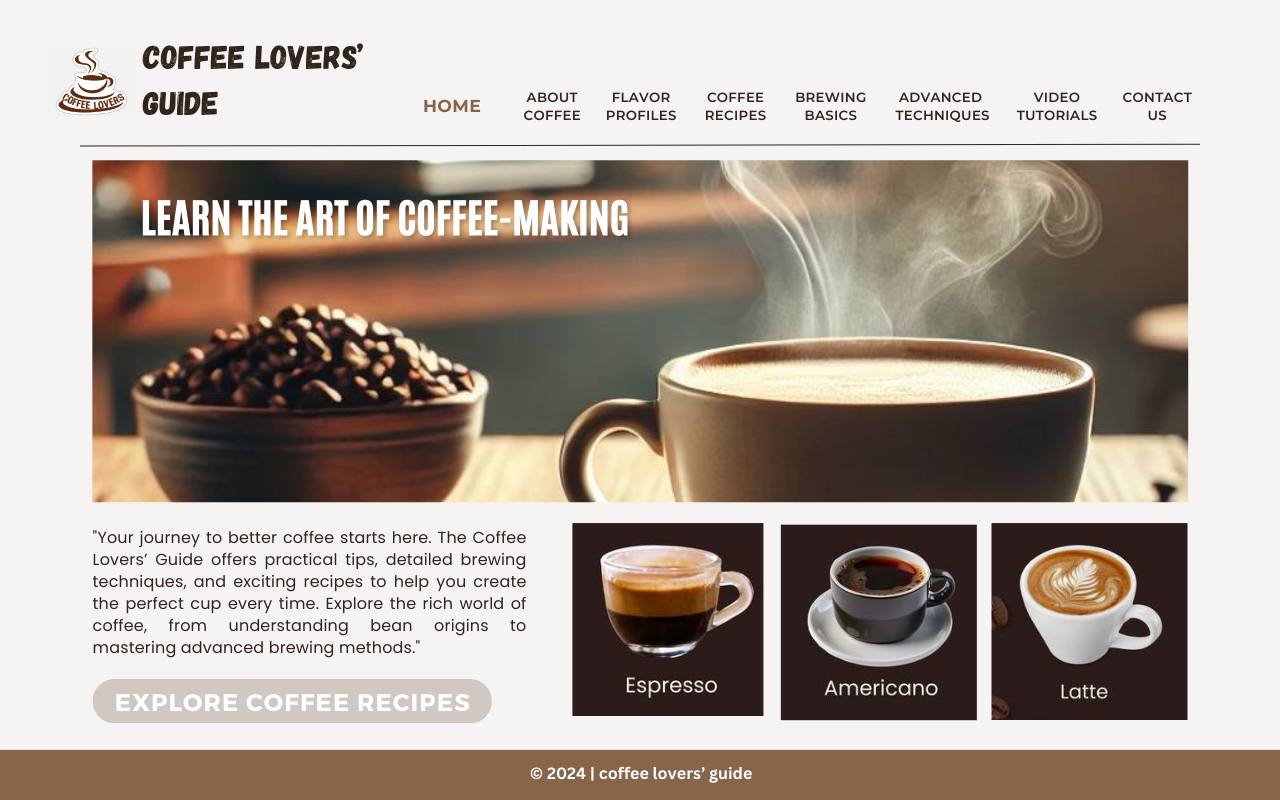 COFFEE LOVERS
COFFEE LOVERS’
GUIDE
HOME
ABOUT
COFFEE
FLAVOR
PROFILES
COFFEE
RECIPES
BREWING
BASICS
ADVANCED
TECHNIQUES
VIDEO
TUTORIALS
CONTACT
US
LEARN THE ART OF COFFEE-MAKING
"Your journey to better coffee starts here. The Coffee
Lovers’ Guide offers practical tips, detailed brewing
techniques, and exciting recipes to help you create
the perfect cup every time. Explore the rich world of
coffee, from understanding bean origins to
mastering advanced brewing methods."
EXPLORE COFFEE RECIPES
Espresso
Americano
Latte
© 2024 | coffee lovers’ guide